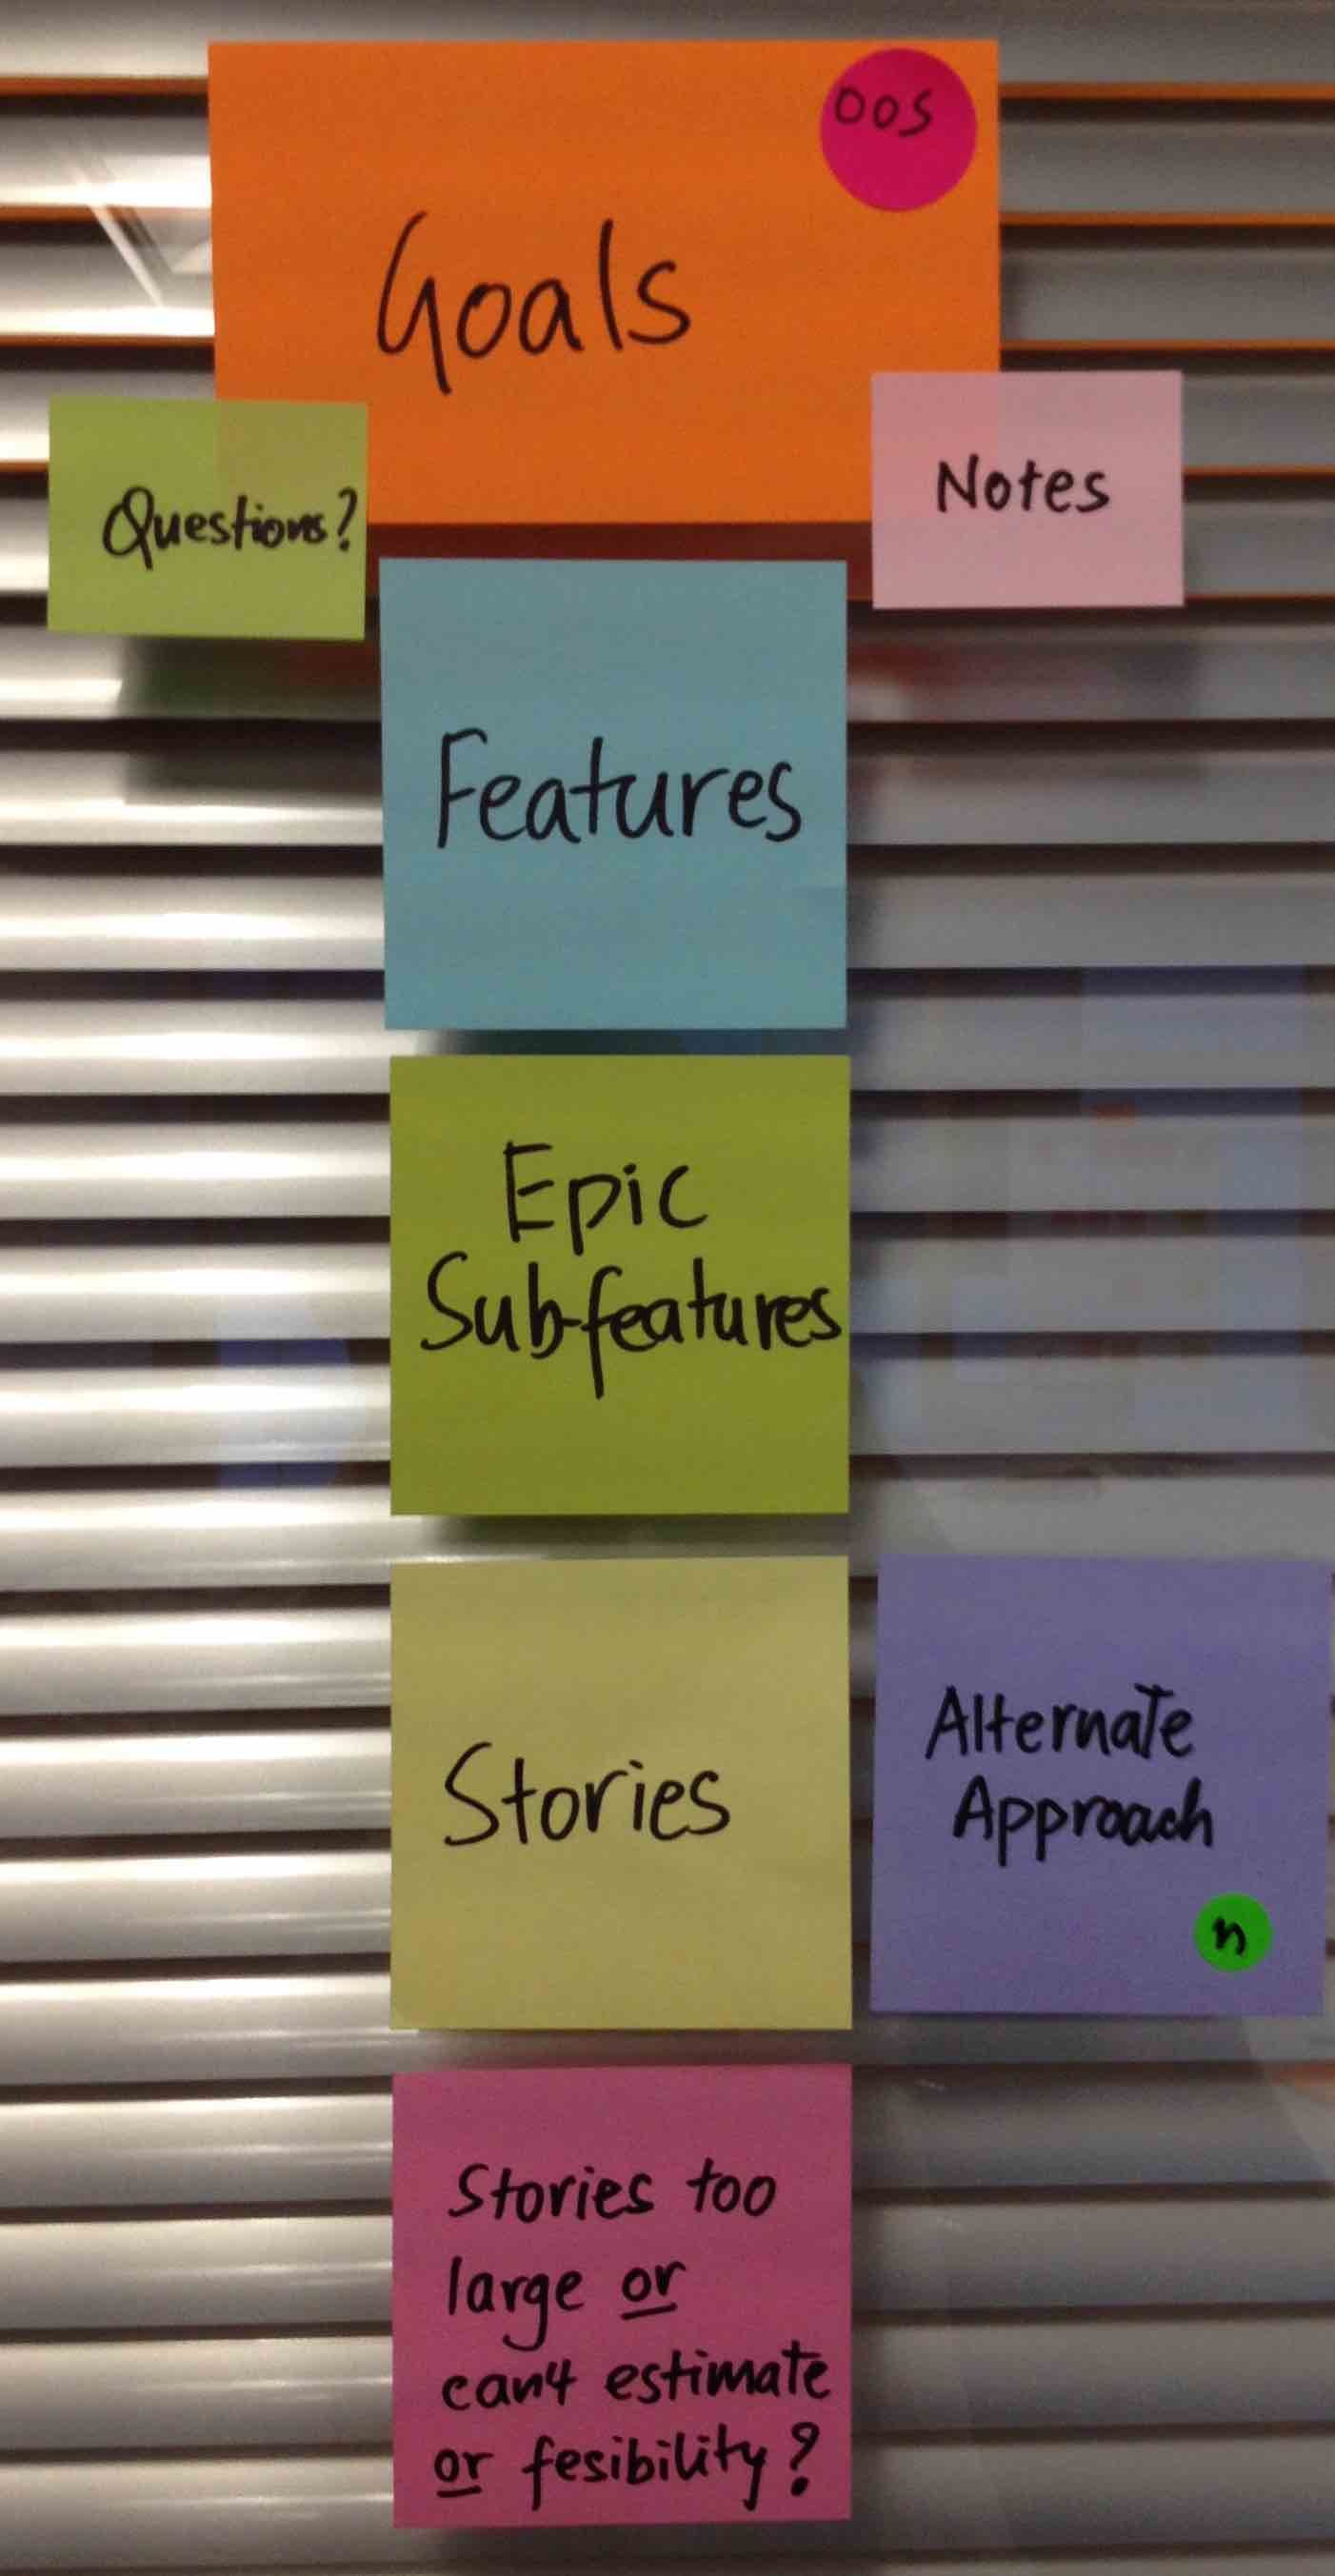 OOS
Goals
Questions?
Notes
Features
Epic
Sub-features
Stories
Alternate
Approach
n
Stories too
large or
can't estimate
or fesibility?